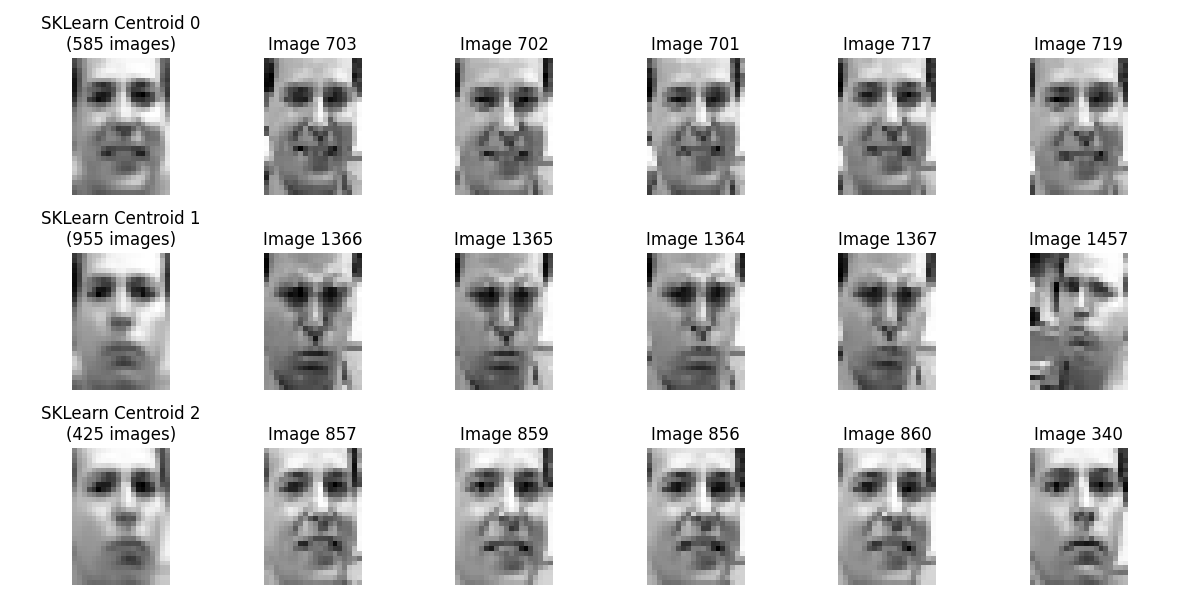 SKLearn Centroid 0
(585 images)
Image 703
Image 702
Image 701
Image 717
Image 719
SKLearn Centroid 1
(955 images)
Image 1366
Image 1365
Image 1364
Image 1367
Image 1457
SKLearn Centroid 2
(425 images)
Image 857
Image 859
Image 856
Image 860
Image 340